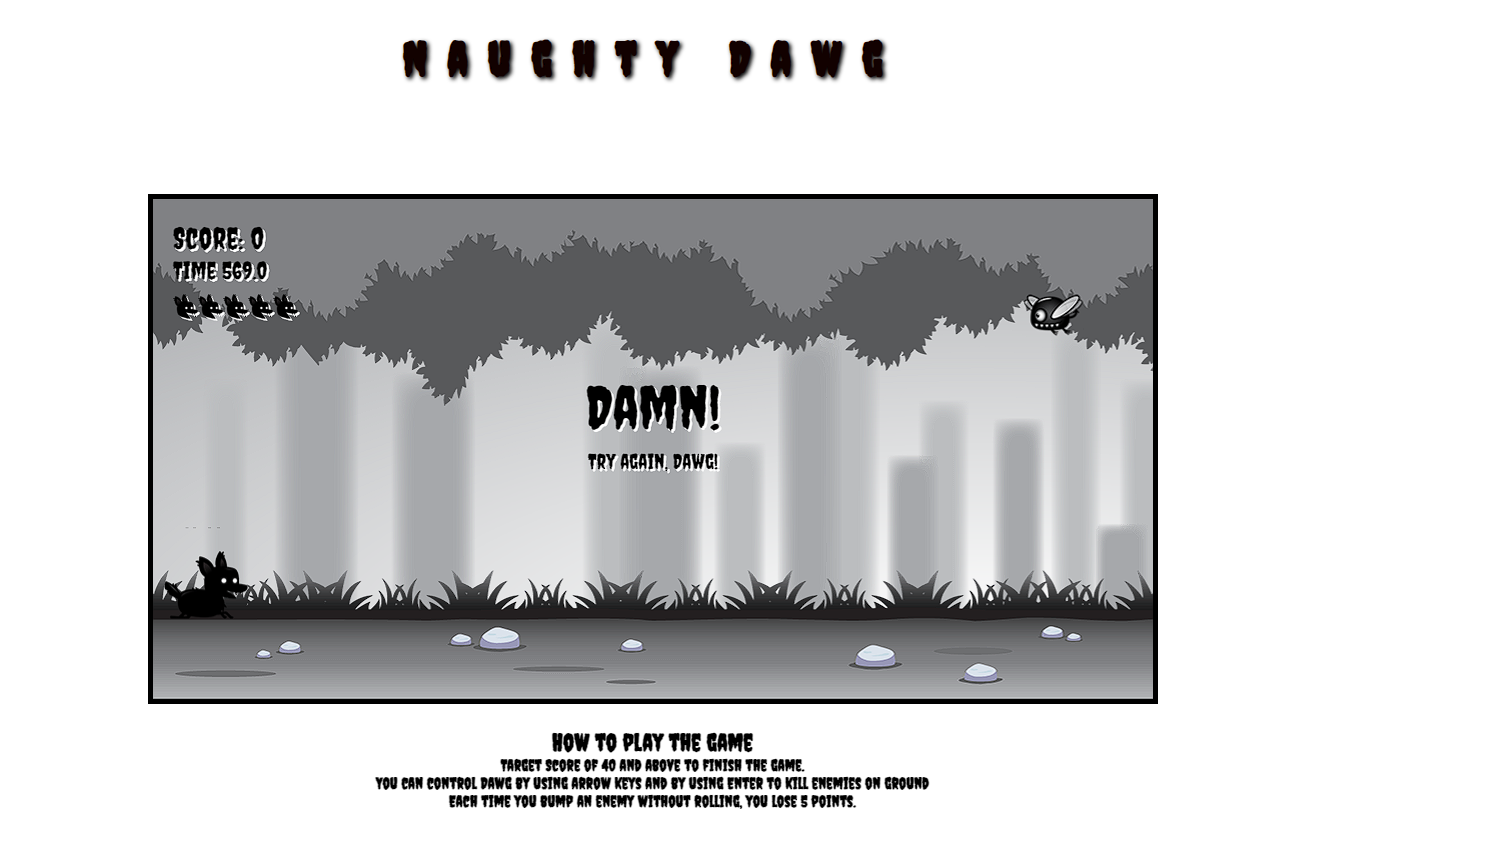 NAUGHTY DAWG
SCORE: 0
TIME 569.0
DAMN!
TRY AGAIN, DAWG!
HOW TO PLAY THE GAME
TARGET SCORE OF 40 AND ABOVE TO FINISH THE GAME.
YOU CAN CONTROL DAWG BY USING ARROW KEYS AND BY USING ENTER TO KILL ENEMIES ON GROUND
EACH TIME YOU BUMP AN ENEMY WITHOUT ROLLING, YOU LOSE 5 POINTS.